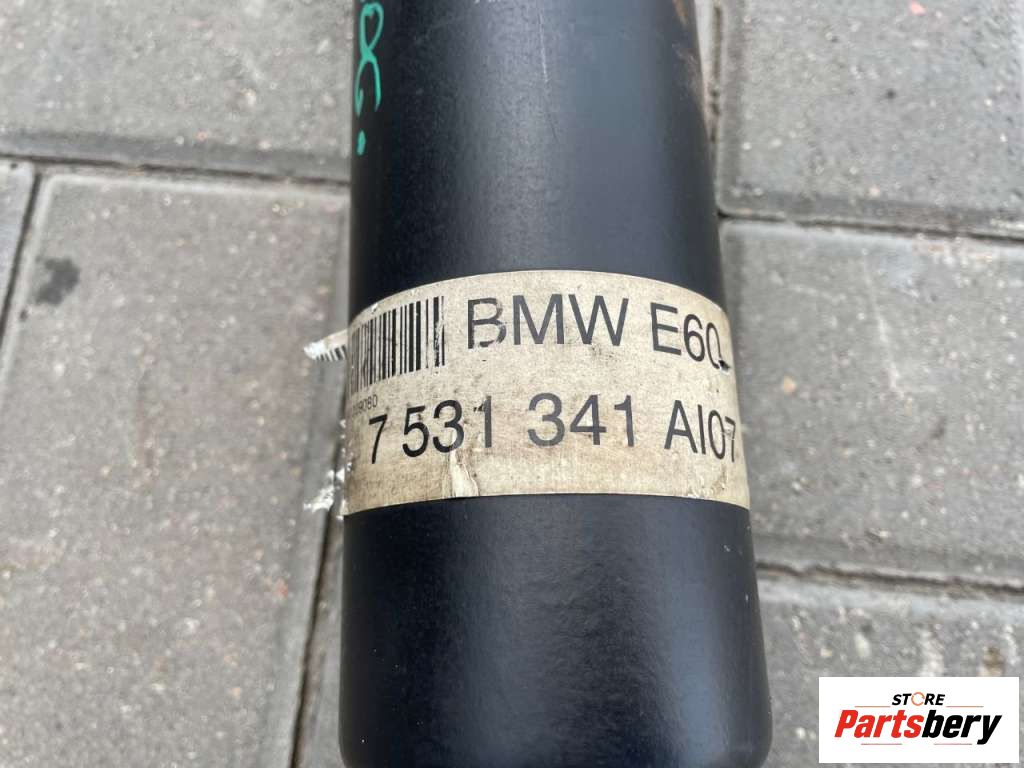 BMW E60
7 531 341 AI07
STORE
Partsbery